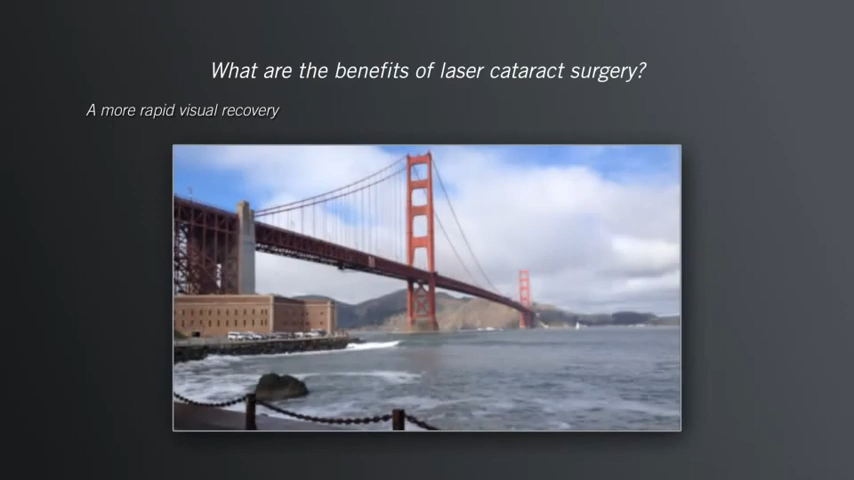 What are the benefits of laser cataract surgery?
A more rapid visual recovery